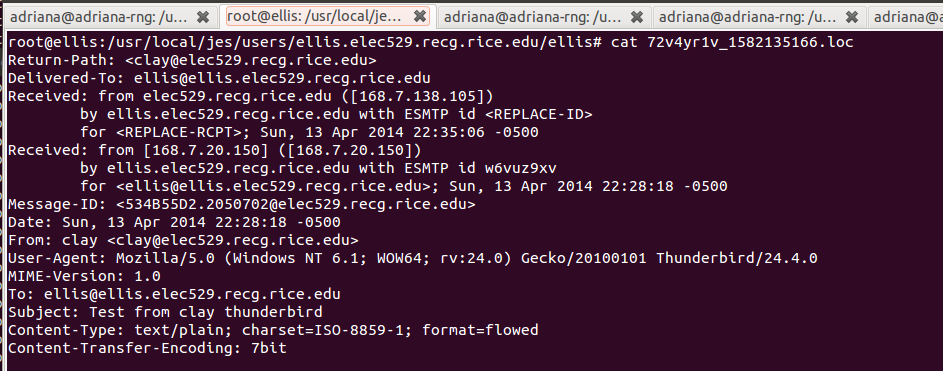 adriana@adriana-rng: /u... root@ellis: /usr/local/je... adriana@adriana-rng: /u... adriana@adriana-rng: /u... adriana@a
root@ellis:/usr/local/jes/users/ellis.elec529.recg.rice.edu/ellis# cat 72v4yr1v_1582135166.loc
Return-Path: <clay@elec529.recg.rice.edu>
Delivered-To: ellis@ellis.elec529.recg.rice.edu
Received: from elec529.recg.rice.edu ([168.7.138.105])
        by ellis.elec529.recg.rice.edu with ESMTP id <REPLACE-ID>
        for <REPLACE-RCPT>; Sun, 13 Apr 2014 22:35:06 -0500
Received: from [168.7.20.150] ([168.7.20.150])
        by ellis.elec529.recg.rice.edu with ESMTP id w6vuz9xv
        for <ellis@ellis.elec529.recg.rice.edu>; Sun, 13 Apr 2014 22:28:18 -0500
Message-ID: <534B55D2.2050702@elec529.recg.rice.edu>
Date: Sun, 13 Apr 2014 22:28:18 -0500
From: clay <clay@elec529.recg.rice.edu>
User-Agent: Mozilla/5.0 (Windows NT 6.1; WOW64; rv:24.0) Gecko/20100101 Thunderbird/24.4.0
MIME-Version: 1.0
To: ellis@ellis.elec529.recg.rice.edu
Subject: Test from clay thunderbird
Content-Type: text/plain; charset=ISO-8859-1; format=flowed
Content-Transfer-Encoding: 7bit